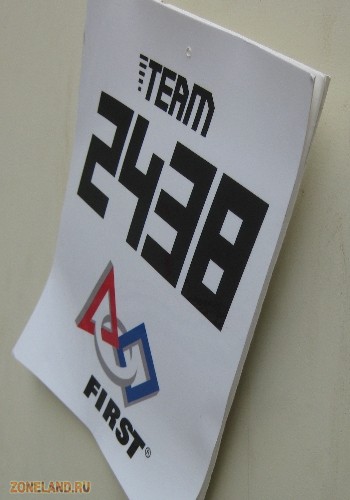 TEAM
2438
FIRST®
ZONELAND.RU